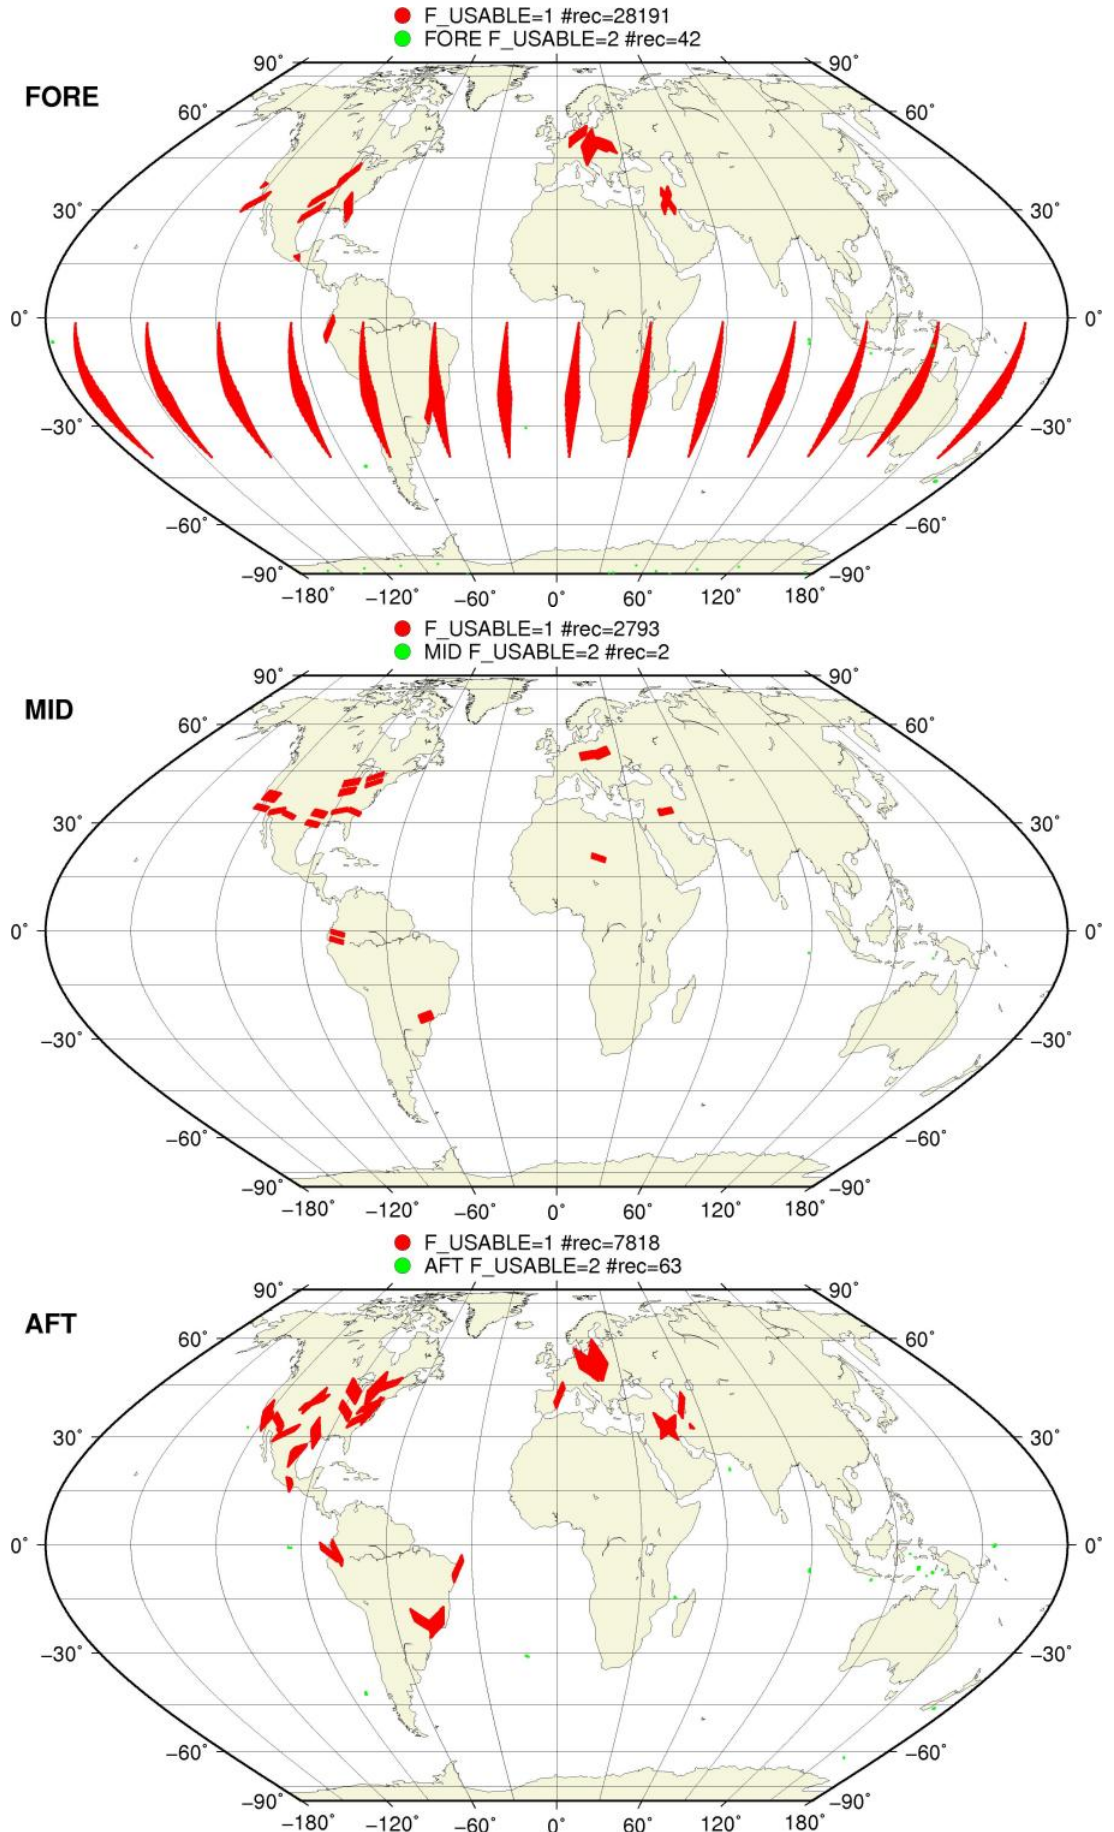 F_USABLE=1 #rec=28191
FORE F_USABLE=2 #rec=42
FORE
90° 90°
60° 60°
30° 30°
0° 0°
−30° −30°
−60° −60°
−90° −90°
−180° −120° −60° 0° 60° 120° 180°
F_USABLE=1 #rec=2793
MID F_USABLE=2 #rec=2
MID
90° 90°
60° 60°
30° 30°
0° 0°
−30° −30°
−60° −60°
−90° −90°
−180° −120° −60° 0° 60° 120° 180°
F_USABLE=1 #rec=7818
AFT F_USABLE=2 #rec=63
AFT
90° 90°
60° 60°
30° 30°
0° 0°
−30° −30°
−60° −60°
−90° −90°
−180° −120° −60° 0° 60° 120° 180°